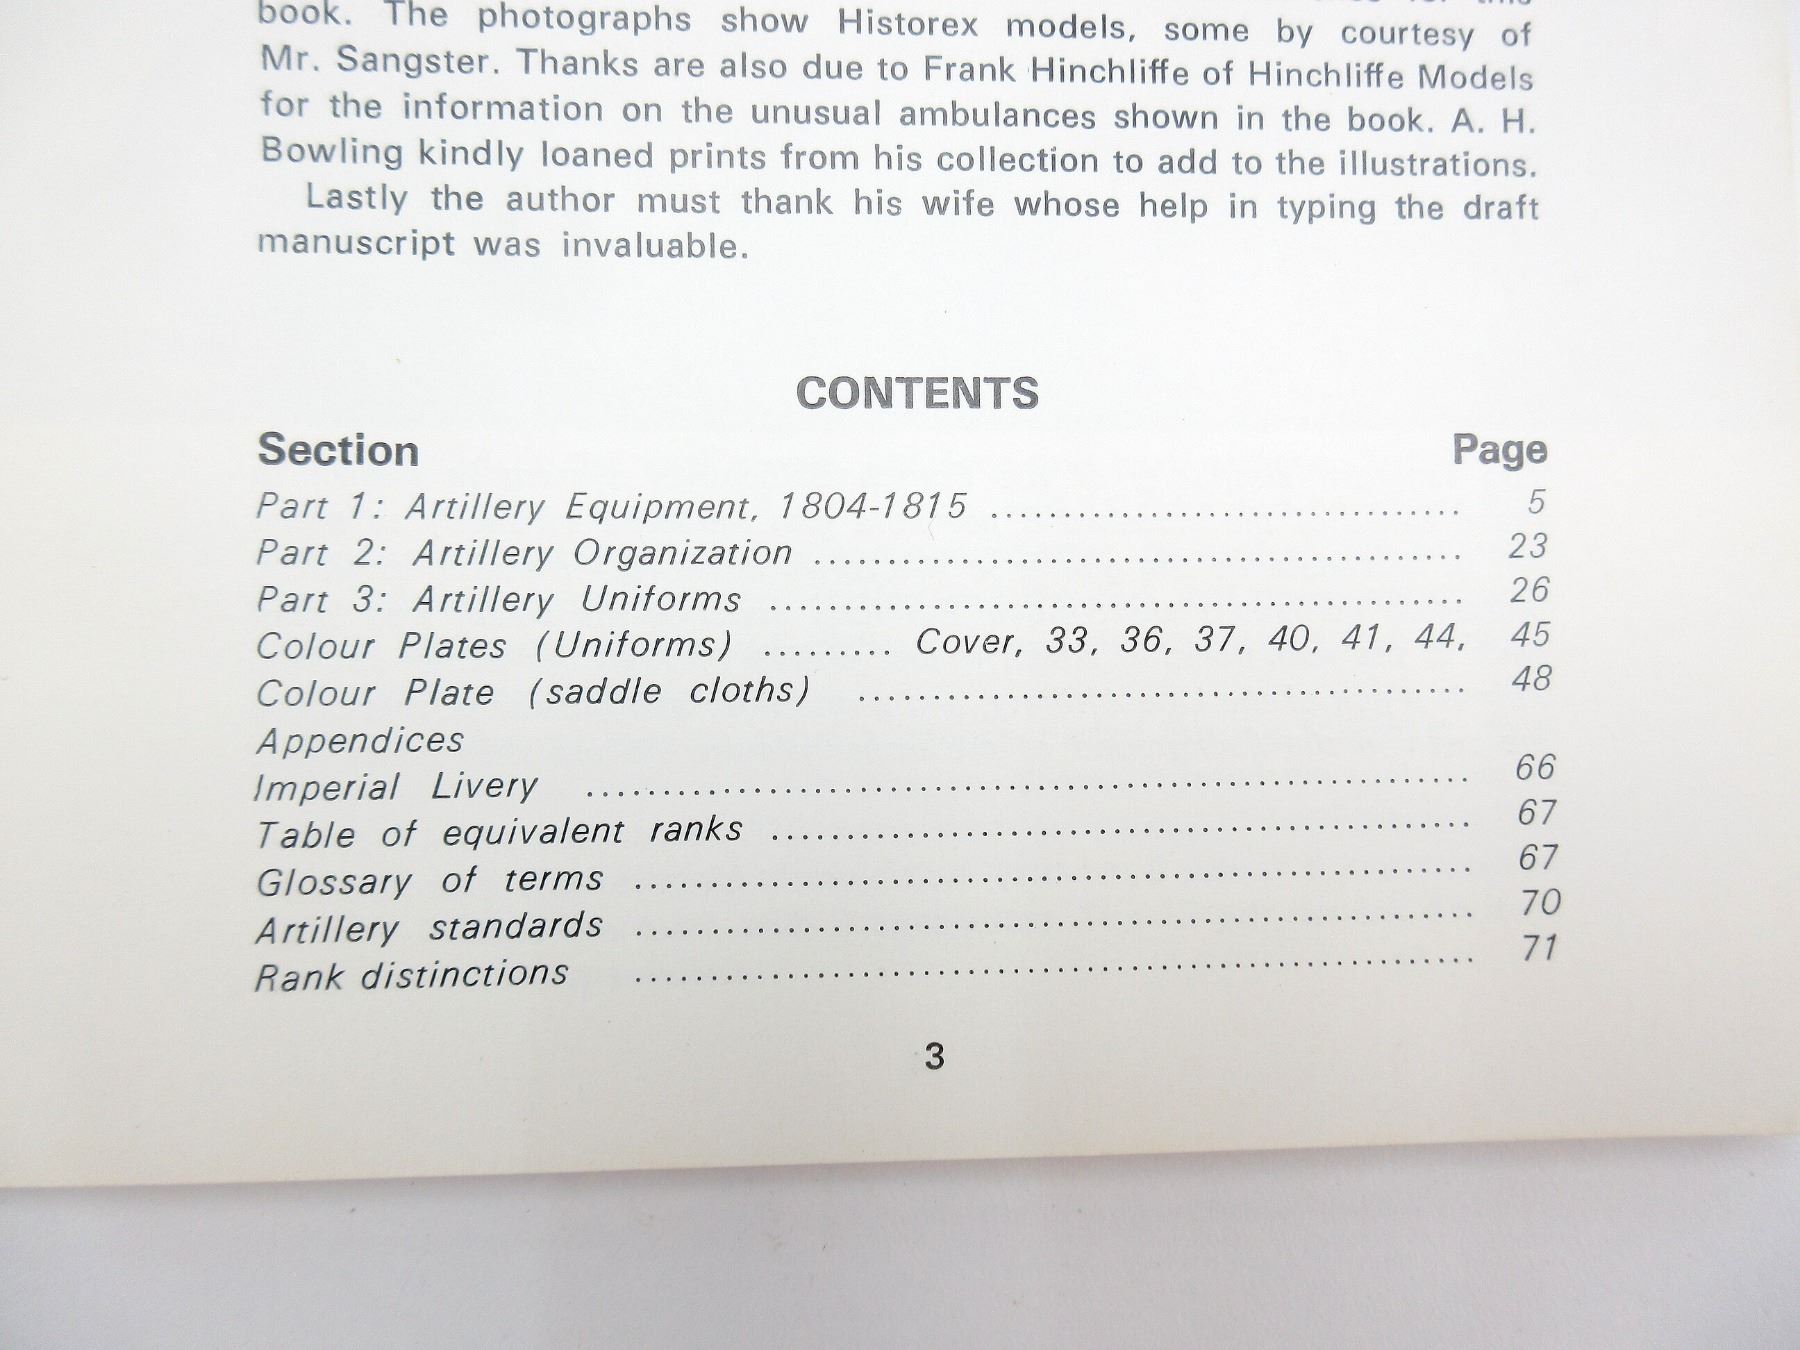 book. The photographs show Historex models, some by courtesy of
Mr. Sangster. Thanks are also due to Frank Hinchliffe of Hinchliffe Models
for the information on the unusual ambulances shown in the book. A. H.
Bowling kindly loaned prints from his collection to add to the illustrations.
Lastly the author must thank his wife whose help in typing the draft
manuscript was invaluable.
CONTENTS
Section Page
Part 1: Artillery Equipment, 1804-1815 ................................ 5
Part 2: Artillery Organization ............................................ 23
Part 3: Artillery Uniforms ............................................... 26
Colour Plates (Uniforms) ......... Cover, 33, 36, 37, 40, 41, 44, 45
Colour Plate (saddle cloths) ......................................... 48
Appendices
Imperial Livery ........................................................... 66
Table of equivalent ranks ............................................... 67
Glossary of terms ........................................................ 67
Artillery standards ........................................................ 70
Rank distinctions ........................................................ 71
3